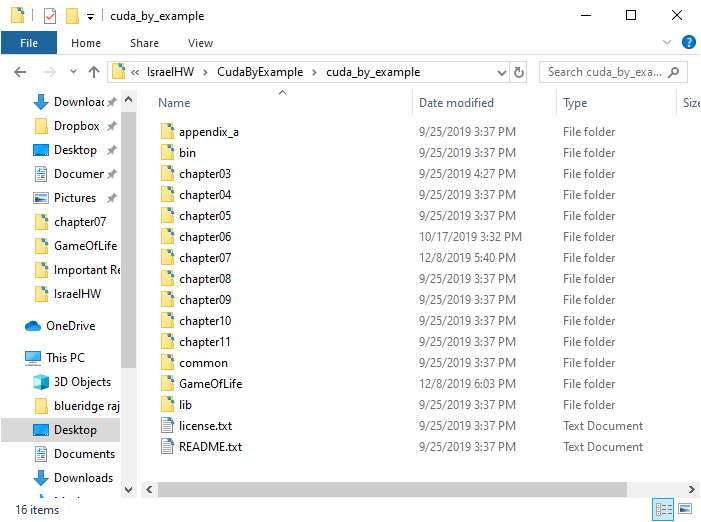 cuda_by_example
File Home Share View
« IsraelHW > CudaByExample > cuda_by_example Search cuda_by_exa...
Name Date modified Type Size
Downloads
Dropbox
Desktop
Documen
Pictures
chapter07
GameOfLife
Important Re
IsraelHW
OneDrive
This PC
3D Objects
blueridge raj
Desktop
Documents
Downloads
appendix_a 9/25/2019 3:37 PM File folder
bin 9/25/2019 3:37 PM File folder
chapter03 9/25/2019 4:27 PM File folder
chapter04 9/25/2019 3:37 PM File folder
chapter05 9/25/2019 3:37 PM File folder
chapter06 10/17/2019 3:32 PM File folder
chapter07 12/8/2019 5:40 PM File folder
chapter08 9/25/2019 3:37 PM File folder
chapter09 9/25/2019 3:37 PM File folder
chapter10 9/25/2019 3:37 PM File folder
chapter11 9/25/2019 3:37 PM File folder
common 9/25/2019 3:37 PM File folder
GameOfLife 12/8/2019 6:03 PM File folder
lib 9/25/2019 3:37 PM File folder
license.txt 9/25/2019 3:37 PM Text Document
README.txt 9/25/2019 3:37 PM Text Document
16 items